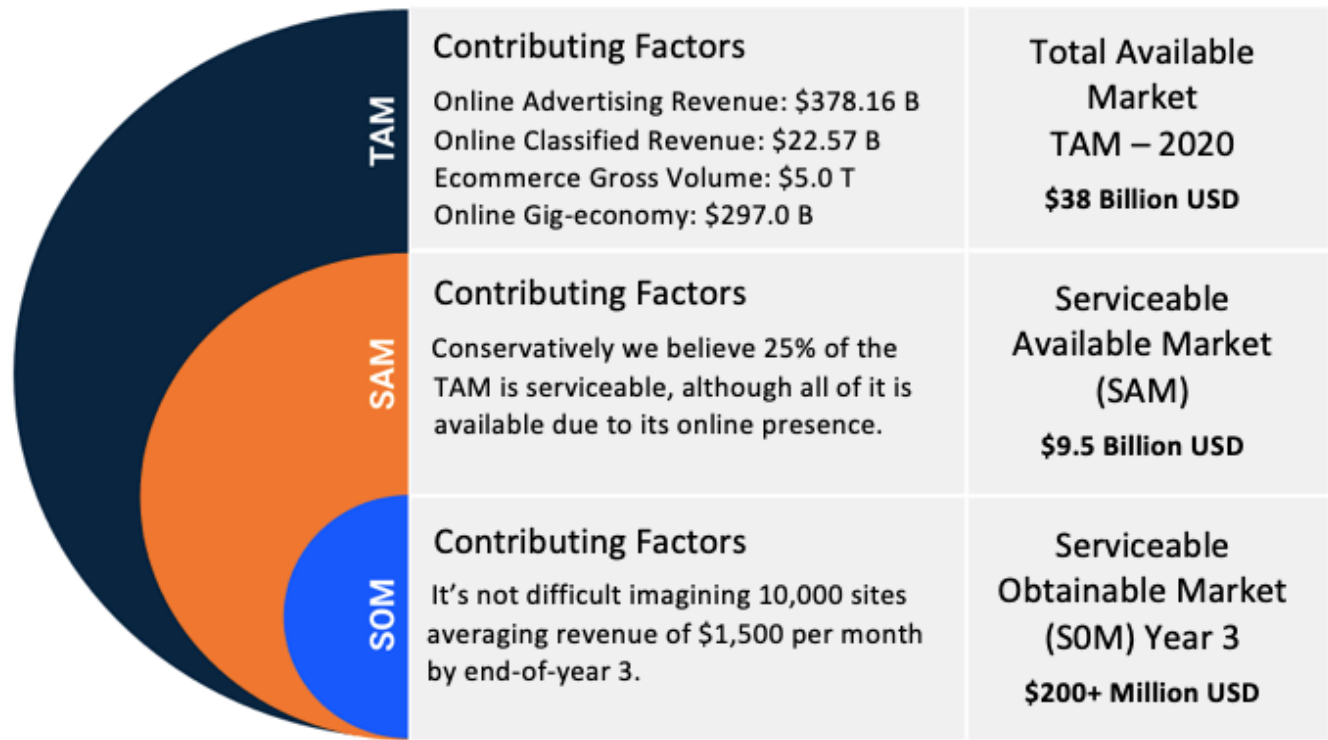 TAM
Contributing Factors
Online Advertising Revenue: $378.16 B
Online Classified Revenue: $22.57 B
Ecommerce Gross Volume: $5.0 T
Online Gig-economy: $297.0 B
Total Available
Market
TAM – 2020
$38 Billion USD
SAM
Contributing Factors
Conservatively we believe 25% of the
TAM is serviceable, although all of it is
available due to its online presence.
Serviceable
Available Market
(SAM)
$9.5 Billion USD
SOM
Contributing Factors
It’s not difficult imagining 10,000 sites
averaging revenue of $1,500 per month
by end-of-year 3.
Serviceable
Obtainable Market
(S0M) Year 3
$200+ Million USD